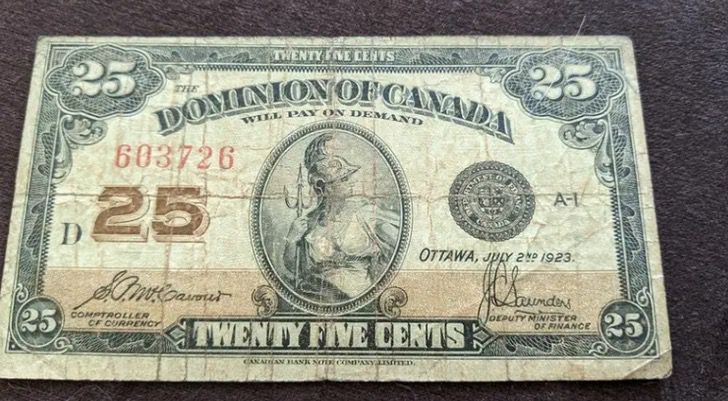 TWENTY FIVE CENTS
25 25
THE
DOMINION OF CANADA
WILL PAY ON DEMAND
603726
25
D
A-1
OTTAWA, JULY 2ND 1923.
COMPTROLLER
OF CURRENCY
Saunders
DEPUTY MINISTER
OF FINANCE
25 TWENTY FIVE CENTS 25
CANADIAN BANK NOTE COMPANY, LIMITED.